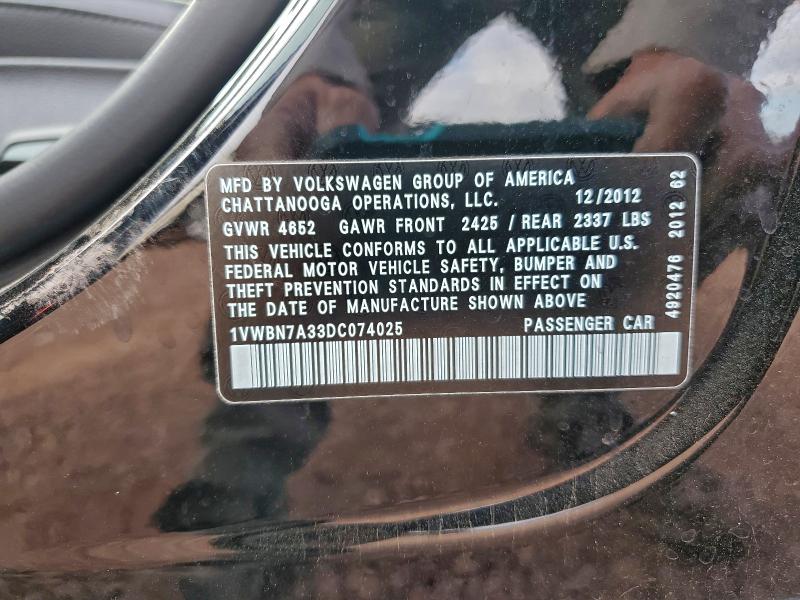 MFD BY VOLKSWAGEN GROUP OF AMERICA
CHATTANOOGA OPERATIONS, LLC. 12/2012
GVWR 4652 GAWR FRONT 2425 / REAR 2337 LBS
THIS VEHICLE CONFORMS TO ALL APPLICABLE U.S.
FEDERAL MOTOR VEHICLE SAFETY, BUMPER AND
THEFT PREVENTION STANDARDS IN EFFECT ON
THE DATE OF MANUFACTURE SHOWN ABOVE
1VWBN7A33DC074025 PASSENGER CAR
4920476 2012 62